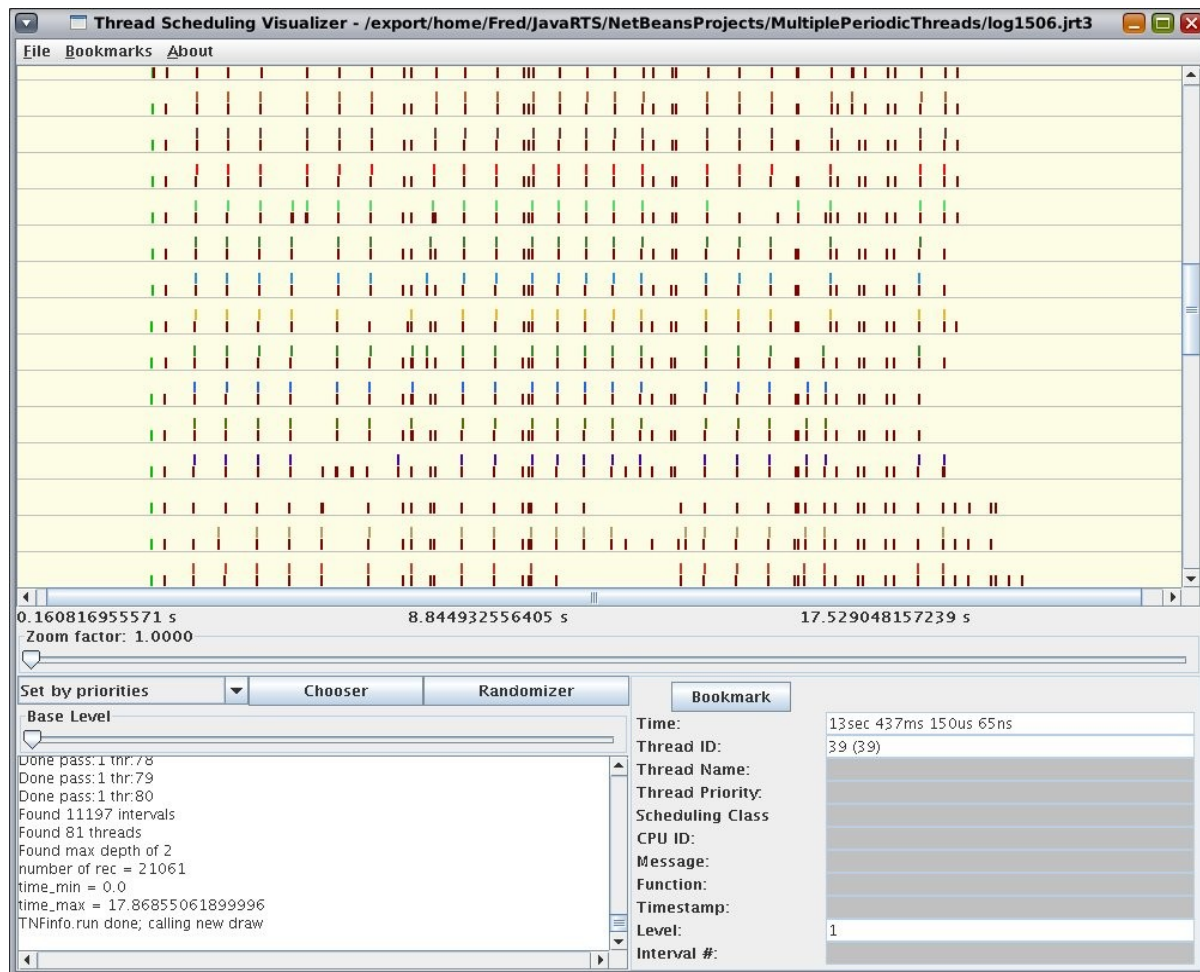 Thread Scheduling Visualizer - /export/home/Fred/JavaRTS/NetBeansProjects/MultiplePeriodicThreads/log1506.jrt3
File Bookmarks About
0.160816955571 s 8.844932556405 s 17.529048157239 s
Zoom factor: 1.0000
Set by priorities Chooser Randomizer
Base Level
Done pass:1 thr:78
Done pass:1 thr:79
Done pass:1 thr:80
Found 11197 intervals
Found 81 threads
Found max depth of 2
number of rec = 21061
time_min = 0.0
time_max = 17.86855061899996
TNFinfo.run done; calling new draw
Bookmark
Time: 13sec 437ms 150us 65ns
Thread ID: 39 (39)
Thread Name:
Thread Priority:
Scheduling Class
CPU ID:
Message:
Function:
Timestamp:
Level: 1
Interval #: